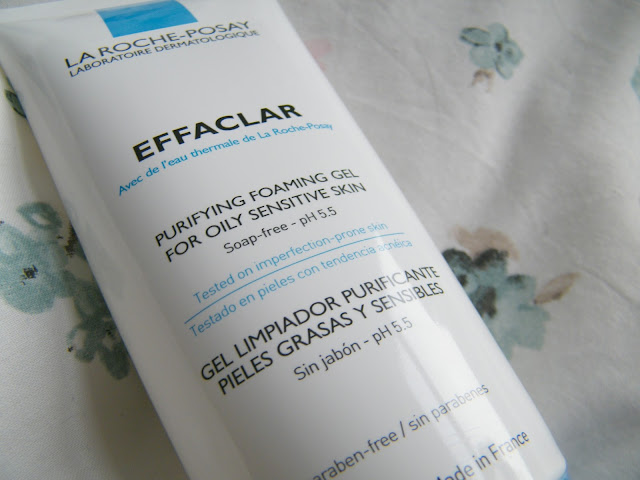 LA ROCHE-POSAY
LABORATOIRE DERMATOLOGIQUE
EFFACLAR
Avec de l'eau thermale de La Roche-Posay
PURIFYING FOAMING GEL
FOR OILY SENSITIVE SKIN
Soap-free - pH 5.5
Tested on imperfection-prone skin
Testado en pieles con tendencia acnéica
GEL LIMPIADOR PURIFICANTE
PIELES GRASAS Y SENSIBLES
Sin jabón - pH 5.5
araben-free / sin parabenes
ade in France